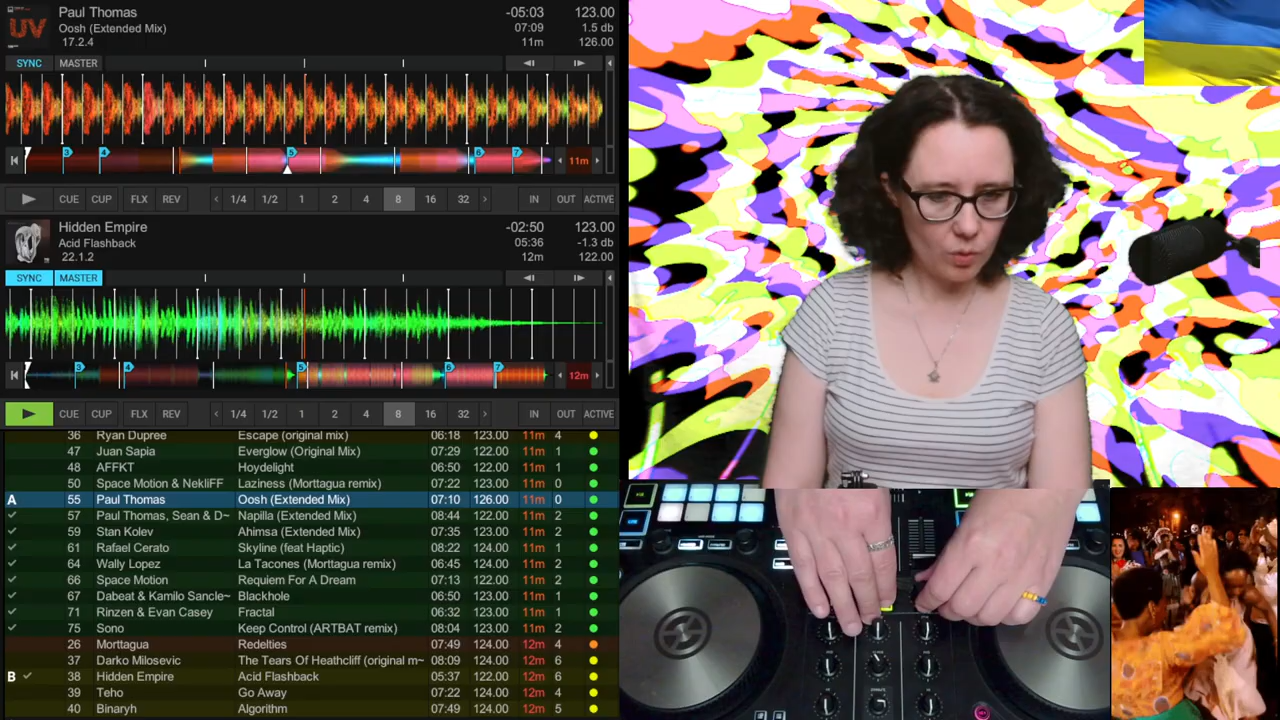 UV
Paul Thomas
Oosh (Extended Mix)
17.2.4
-05:03
07:09
11m
123.00
1.5 db
126.00
SYNC MASTER
3 4 5 6 7 11m
CUE CUP FLX REV 1/4 1/2 1 2 4 8 16 32 IN OUT ACTIVE
Hidden Empire
Acid Flashback
22.1.2
-02:50
05:36
12m
123.00
-1.3 db
122.00
SYNC MASTER
3 4 5 6 7 12m
CUE CUP FLX REV 1/4 1/2 1 2 4 8 16 32 IN OUT ACTIVE
36 Ryan Dupree Escape (original mix) 06:18 123.00 11m 4
47 Juan Sapia Everglow (Original Mix) 07:29 122.00 11m 1
48 AFFKT Hoydelight 06:50 122.00 11m 1
50 Space Motion & NekliFF Laziness (Morttagua remix) 07:22 123.00 11m 0
A 55 Paul Thomas Oosh (Extended Mix) 07:10 126.00 11m 0
57 Paul Thomas, Sean & D~ Napilla (Extended Mix) 08:44 122.00 11m 2
59 Stan Kolev Ahimsa (Extended Mix) 07:35 123.00 11m 2
61 Rafael Cerato Skyline (feat Haptic) 08:22 124.00 11m 1
64 Wally Lopez La Tacones (Morttagua remix) 06:45 124.00 11m 2
66 Space Motion Requiem For A Dream 07:13 122.00 11m 2
67 Dabeat & Kamilo Sancle~ Blackhole 06:50 123.00 11m 1
71 Rinzen & Evan Casey Fractal 06:32 123.00 11m 1
75 Sono Keep Control (ARTBAT remix) 08:04 123.00 11m 2
26 Morttagua Redelties 07:49 124.00 12m 4
37 Darko Milosevic The Tears Of Heathcliff (original m~ 08:09 124.00 12m 6
B 38 Hidden Empire Acid Flashback 05:37 122.00 12m 6
39 Teho Go Away 07:22 124.00 12m 4
40 Binaryh Algorithm 07:49 122.00 12m 5